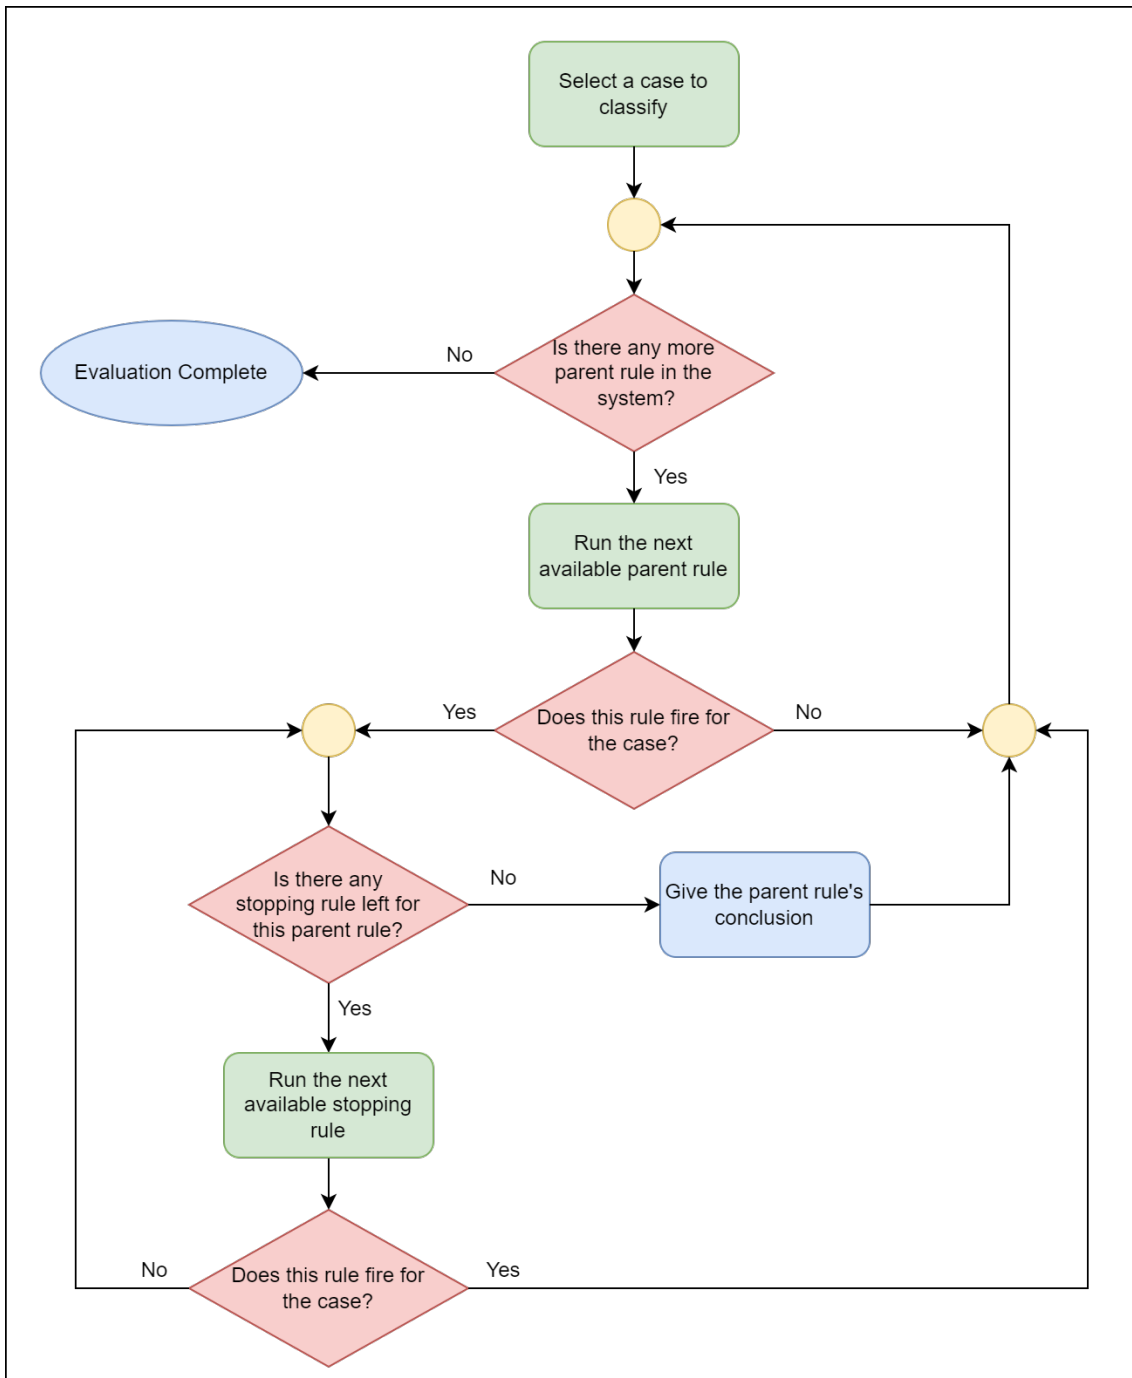 Select a case to
classify
Is there any more
parent rule in the
system?
No
Evaluation Complete
Yes
Run the next
available parent rule
Does this rule fire for
the case?
Yes
No
Is there any
stopping rule left for
this parent rule?
No
Give the parent rule's
conclusion
Yes
Run the next
available stopping
rule
Does this rule fire for
the case?
No
Yes